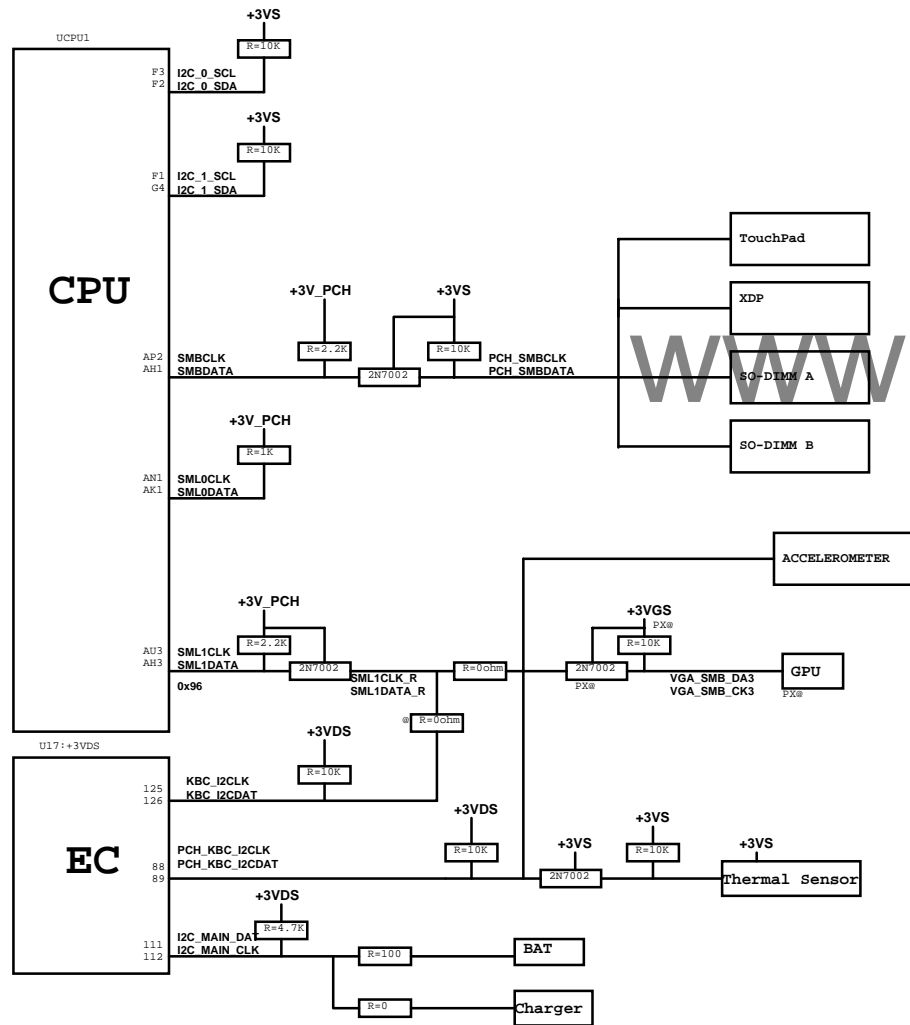 +3VS
UCPU1
R=10K
F3 I2C_0_SCL
F2 I2C_0_SDA
+3VS
R=10K
F1 I2C_1_SCL
G4 I2C_1_SDA
TouchPad
CPU
+3V_PCH
+3VS
XDP
R=2.2K
R=10K
AP2 SMBCLK
AH1 SMBDATA
2N7002
PCH_SMBCLK
PCH_SMBDATA
SO-DIMM A
www
+3V_PCH
SO-DIMM B
R=1K
AN1 SML0CLK
AK1 SML0DATA
ACCELEROMETER
+3V_PCH
+3VGS
PX@
R=2.2K
R=10K
AU3 SML1CLK
AH3 SML1DATA
0x96
2N7002
SML1CLK_R
SML1DATA_R
R=0ohm
2N7002
PX@
VGA_SMB_DA3
VGA_SMB_CK3
GPU
PX@
@ R=0ohm
U17:+3VDS
+3VDS
R=10K
125 KBC_I2CLK
126 KBC_I2CDAT
+3VDS
+3VS
+3VS
+3VS
EC
R=10K
R=10K
88 PCH_KBC_I2CLK
89 PCH_KBC_I2CDAT
2N7002
Thermal Sensor
+3VDS
R=4.7K
111 I2C_MAIN_DAT
112 I2C_MAIN_CLK
R=100
BAT
R=0
Charger